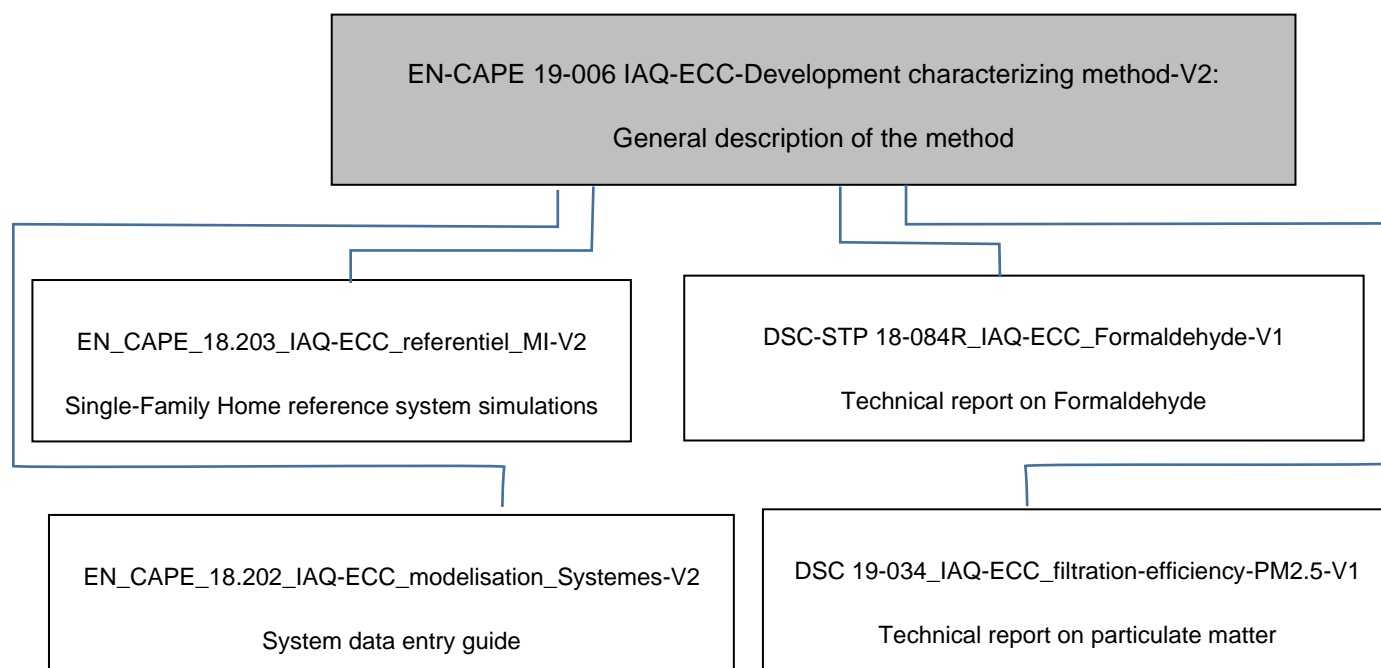 EN-CAPE 19-006 IAQ-ECC-Development characterizing method-V2:
General description of the method
EN_CAPE_18.203_IAQ-ECC_referentiel_MI-V2
Single-Family Home reference system simulations
DSC-STP 18-084R_IAQ-ECC_Formaldehyde-V1
Technical report on Formaldehyde
EN_CAPE_18.202_IAQ-ECC_modelisation_Systemes-V2
System data entry guide
DSC 19-034_IAQ-ECC_filtration-efficiency-PM2.5-V1
Technical report on particulate matter